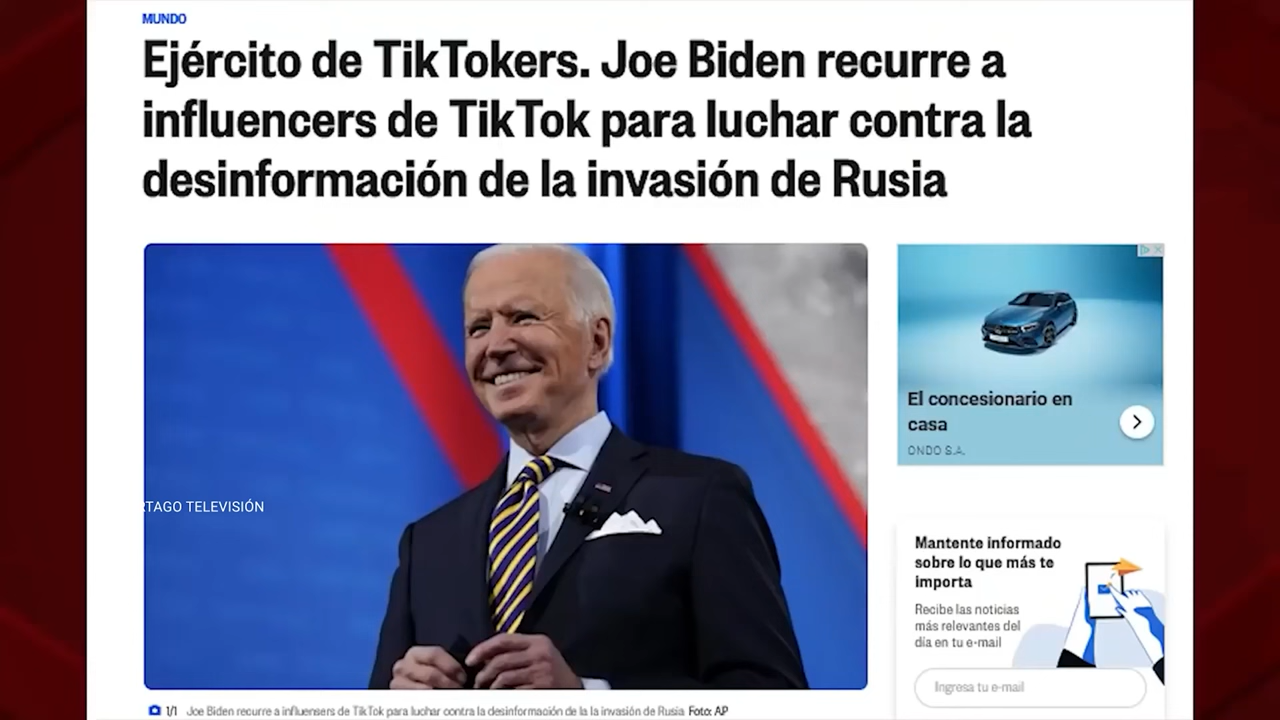 MUNDO
Ejército de TikTokers. Joe Biden recurre a
influencers de TikTok para luchar contra la
desinformación de la invasión de Rusia
RTAGO TELEVISIÓN
El concesionario en
casa
ONDO S.A.
Mantente informado
sobre lo que más te
importa
Recibe las noticias
más relevantes del
día en tu e-mail
Ingresa tu e-mail
1/1 Joe Biden recurre a influensers de TikTok para luchar contra la desinformación de la la invasión de Rusia Foto: AP